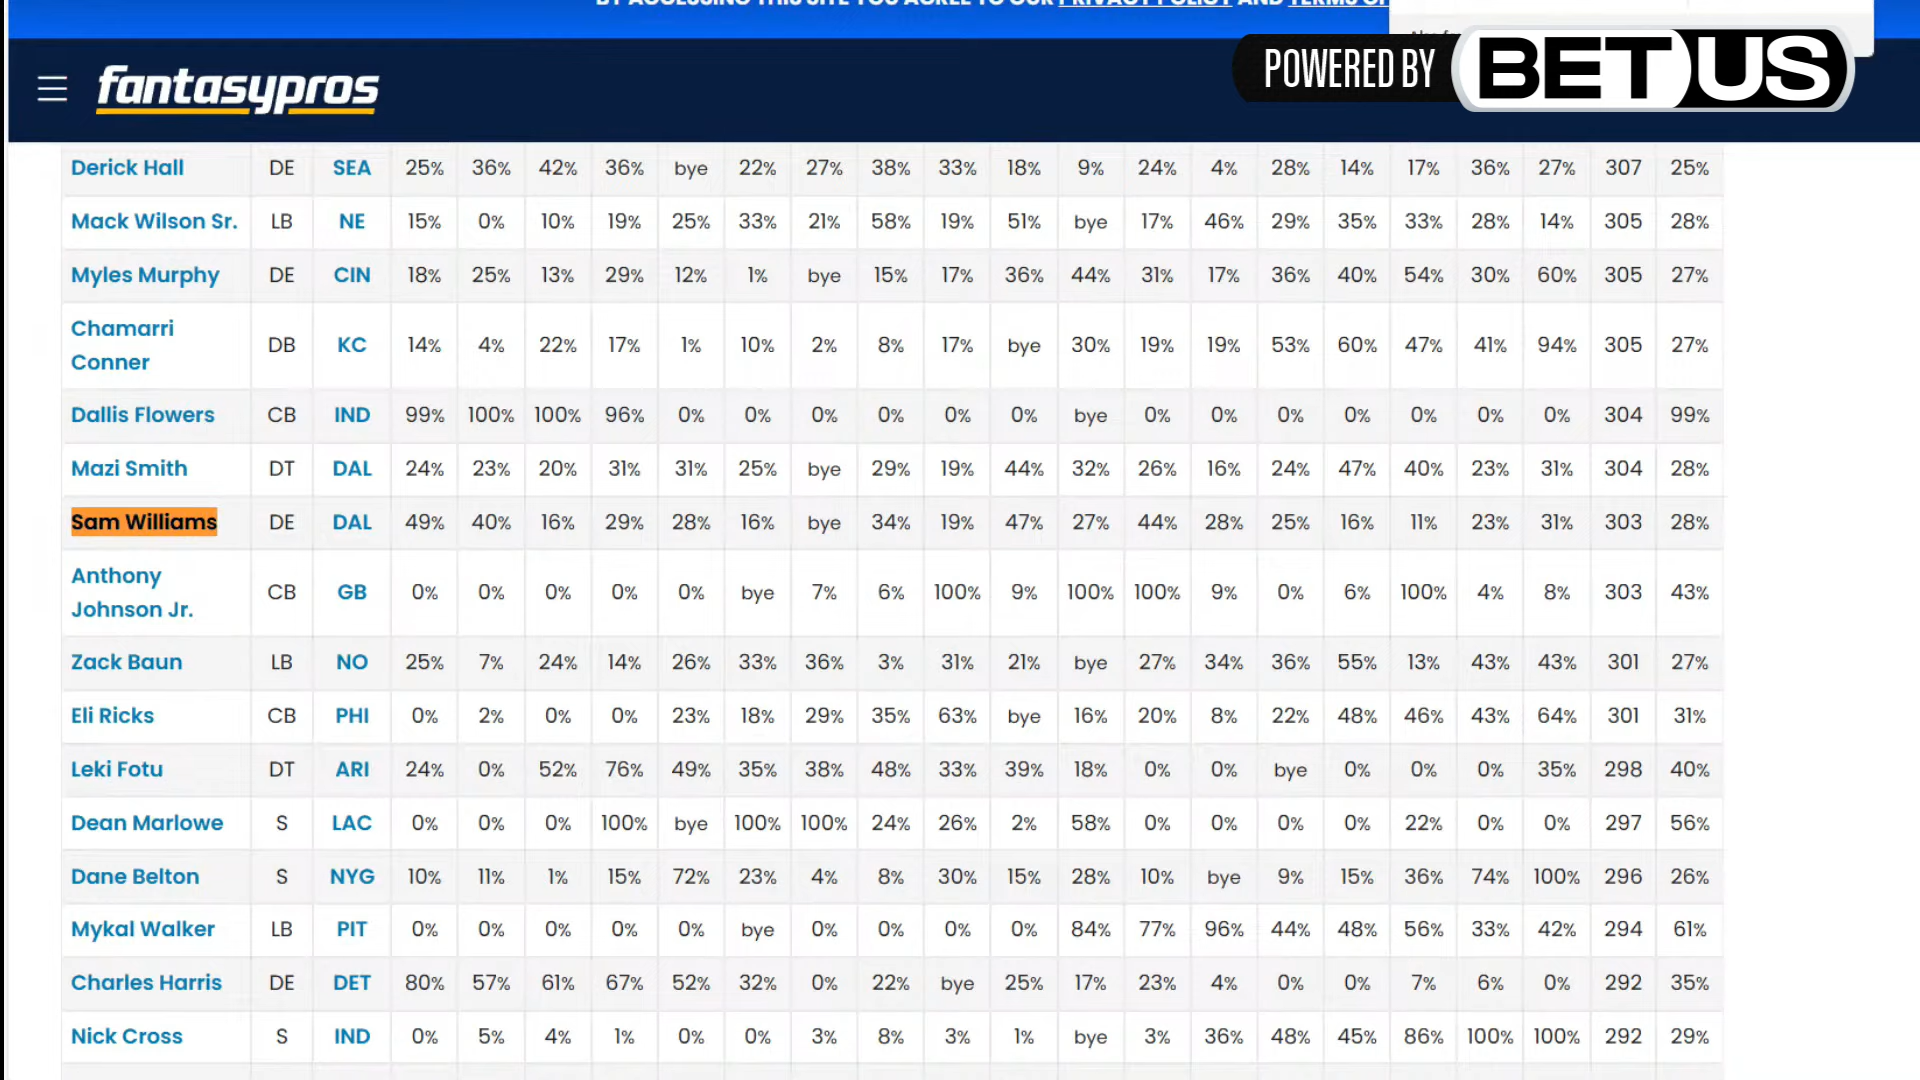 BY ACCESSING THIS SITE YOU AGREE TO OUR PRIVACY POLICY AND TERMS OF
POWERED BY BETUS
fantasypros
Derick Hall DE SEA 25% 36% 42% 36% bye 22% 27% 38% 33% 18% 9% 24% 4% 28% 14% 17% 36% 27% 307 25%
Mack Wilson Sr. LB NE 15% 0% 10% 19% 25% 33% 21% 58% 19% 51% bye 17% 46% 29% 35% 33% 28% 14% 305 28%
Myles Murphy DE CIN 18% 25% 13% 29% 12% 1% bye 15% 17% 36% 44% 31% 17% 36% 40% 54% 30% 60% 305 27%
Chamarri
Conner DB KC 14% 4% 22% 17% 1% 10% 2% 8% 17% bye 30% 19% 19% 53% 60% 47% 41% 94% 305 27%
Dallis Flowers CB IND 99% 100% 100% 96% 0% 0% 0% 0% 0% 0% bye 0% 0% 0% 0% 0% 0% 0% 304 99%
Mazi Smith DT DAL 24% 23% 20% 31% 31% 25% bye 29% 19% 44% 32% 26% 16% 24% 47% 40% 23% 31% 304 28%
Sam Williams DE DAL 49% 40% 16% 29% 28% 16% bye 34% 19% 47% 27% 44% 28% 25% 16% 11% 23% 31% 303 28%
Anthony
Johnson Jr. CB GB 0% 0% 0% 0% 0% bye 7% 6% 100% 9% 100% 100% 9% 0% 6% 100% 4% 8% 303 43%
Zack Baun LB NO 25% 7% 24% 14% 26% 33% 36% 3% 31% 21% bye 27% 34% 36% 55% 13% 43% 43% 301 27%
Eli Ricks CB PHI 0% 2% 0% 0% 23% 18% 29% 35% 63% bye 16% 20% 8% 22% 48% 46% 43% 64% 301 31%
Leki Fotu DT ARI 24% 0% 52% 76% 49% 35% 38% 48% 33% 39% 18% 0% 0% bye 0% 0% 0% 35% 298 40%
Dean Marlowe S LAC 0% 0% 0% 100% bye 100% 100% 24% 26% 2% 58% 0% 0% 0% 0% 22% 0% 0% 297 56%
Dane Belton S NYG 10% 11% 1% 15% 72% 23% 4% 8% 30% 15% 28% 10% bye 9% 15% 36% 74% 100% 296 26%
Mykal Walker LB PIT 0% 0% 0% 0% 0% bye 0% 0% 0% 0% 84% 77% 96% 44% 48% 56% 33% 42% 294 61%
Charles Harris DE DET 80% 57% 61% 67% 52% 32% 0% 22% bye 25% 17% 23% 4% 0% 0% 7% 6% 0% 292 35%
Nick Cross S IND 0% 5% 4% 1% 0% 0% 3% 8% 3% 1% bye 3% 36% 48% 45% 86% 100% 100% 292 29%